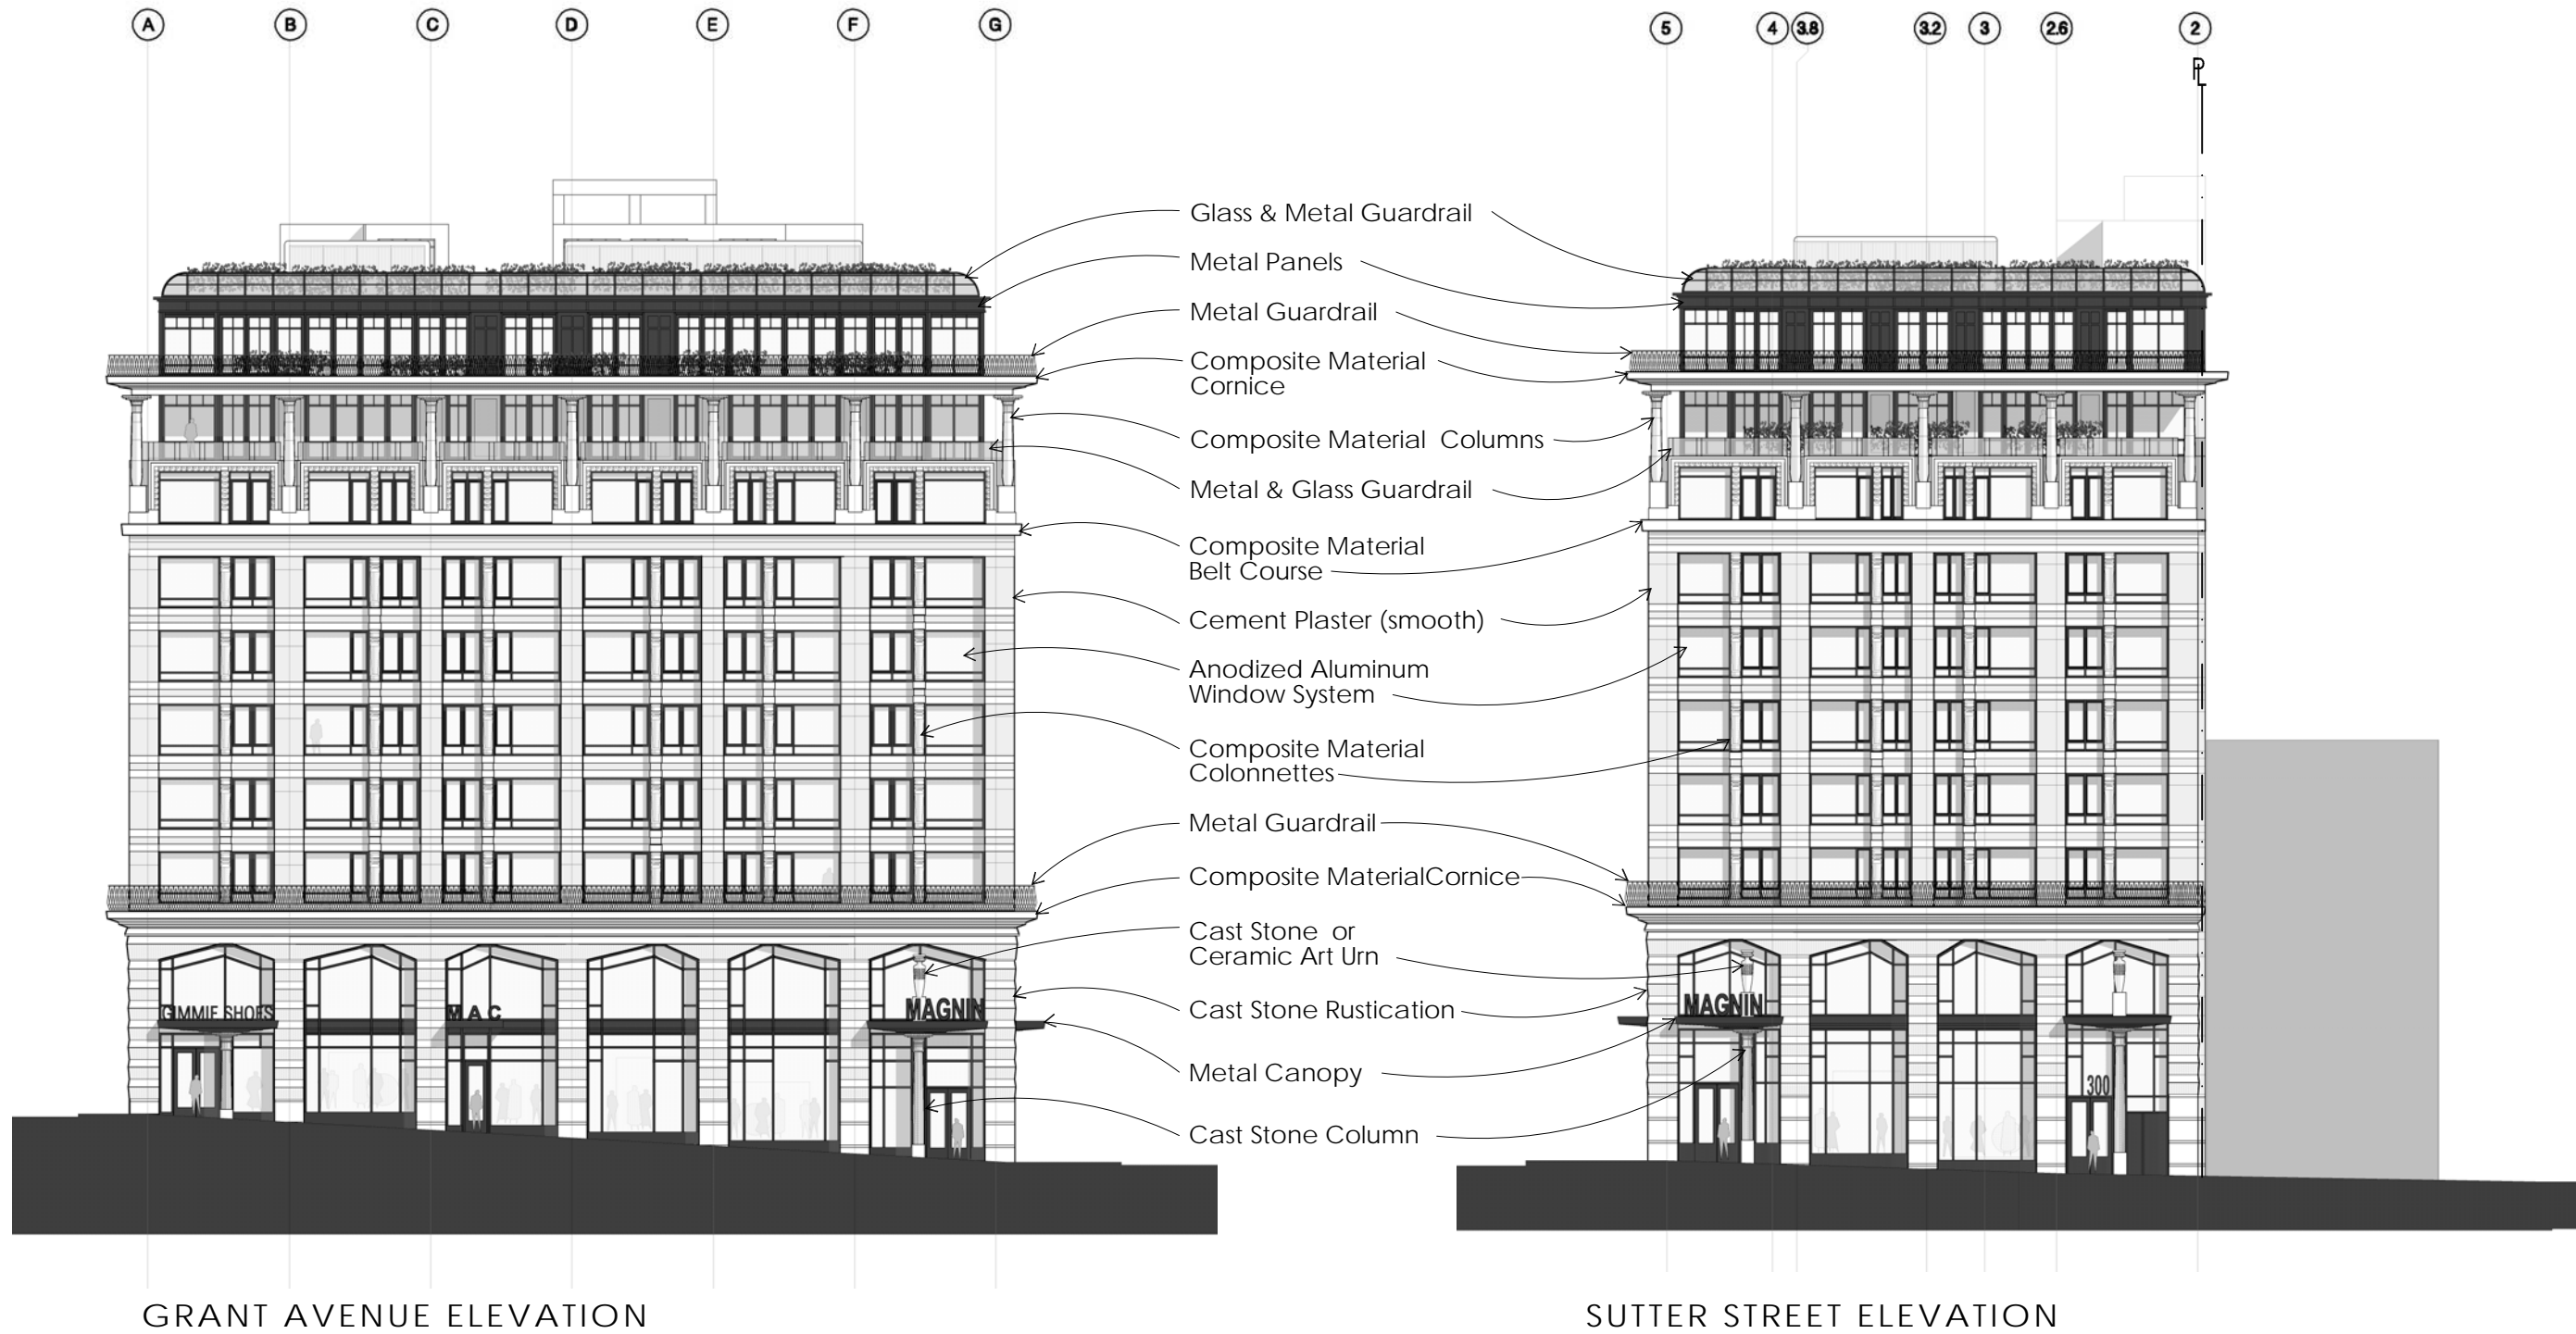 A B C D E F G
5 4 3.8 3.2 3 2.6 2
PL
Glass & Metal Guardrail
Metal Panels
Metal Guardrail
Composite Material
Cornice
Composite Material Columns
Metal & Glass Guardrail
Composite Material
Belt Course
Cement Plaster (smooth)
Anodized Aluminum
Window System
Composite Material
Colonnettes
Metal Guardrail
Composite MaterialCornice
Cast Stone or
Ceramic Art Urn
Cast Stone Rustication
Metal Canopy
Cast Stone Column
GIMMIE SHOES
MAC
MAGNIN
MAGNIN
300
GRANT AVENUE ELEVATION
SUTTER STREET ELEVATION